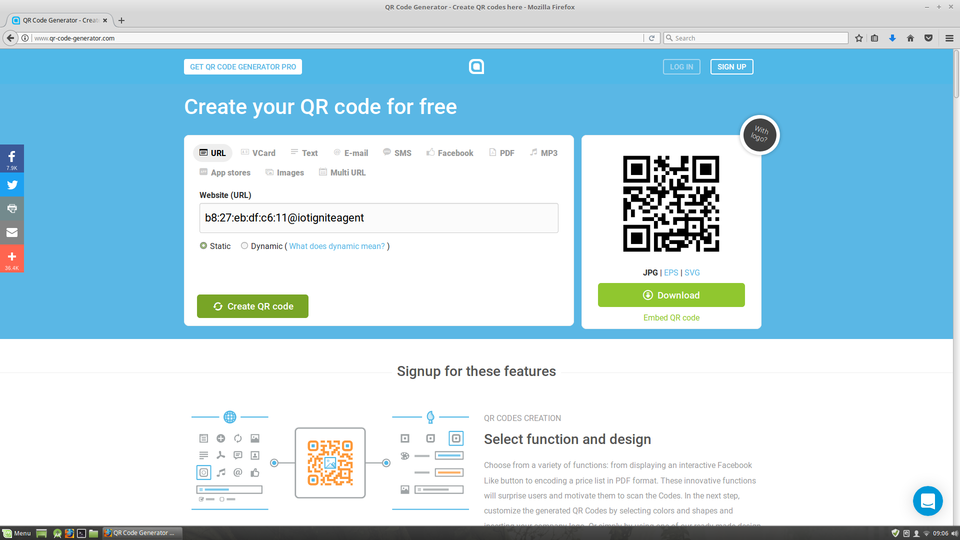 QR Code Generator - Create QR codes here - Mozilla Firefox
QR Code Generator - Crea
www.qr-code-generator.com
Search
GET QR CODE GENERATOR PRO
LOG IN
SIGN UP
Create your QR code for free
With logo?
URL
VCard
Text
E-mail
SMS
Facebook
PDF
MP3
App stores
Images
Multi URL
Website (URL)
b8:27:eb:df:c6:11@iotigniteagent
Static
Dynamic ( What does dynamic mean? )
Create QR code
JPG | EPS | SVG
Download
Embed QR code
7.9K
36.4K
Signup for these features
QR CODES CREATION
Select function and design
Choose from a variety of functions: from displaying an interactive Facebook
Like button to encoding a price list in PDF format. These innovative functions
will surprise users and motivate them to scan the Codes. In the next step,
customize the generated QR Codes by selecting colors and shapes and
Menu
QR Code Generator ...
09:06